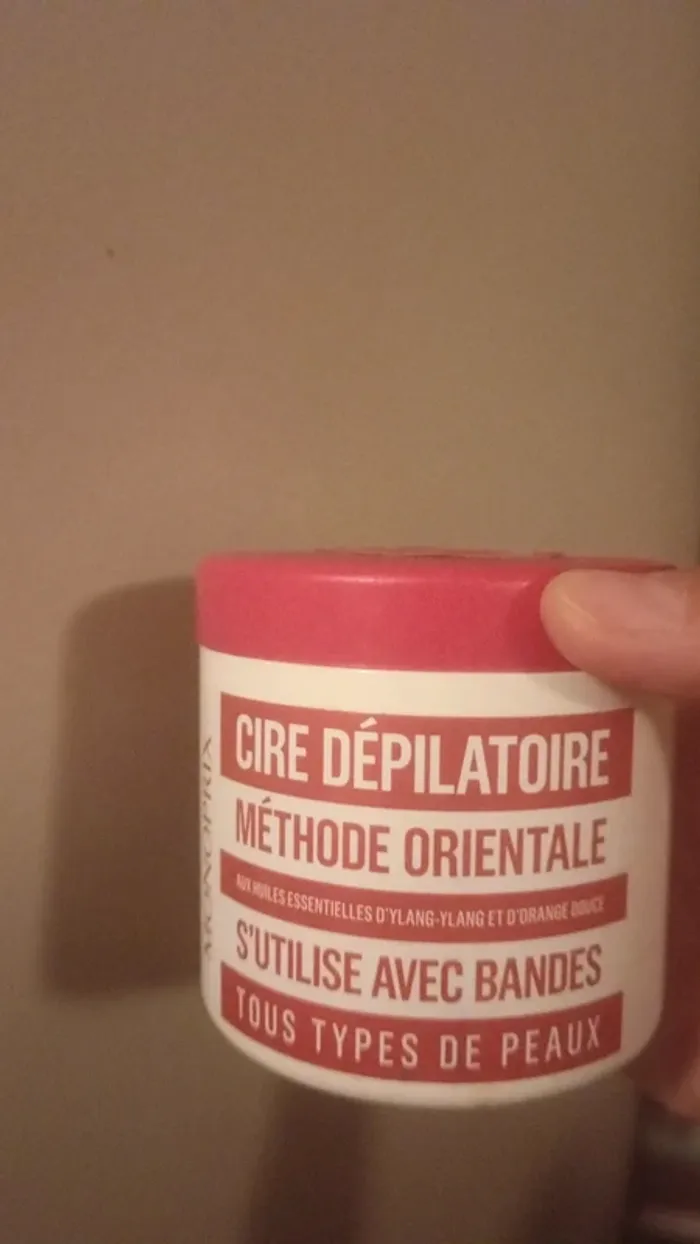 CIRE DÉPILATOIRE
MÉTHODE ORIENTALE
AUX HUILES ESSENTIELLES D'YLANG-YLANG ET D'ORANGE DOUCE
S'UTILISE AVEC BANDES
TOUS TYPES DE PEAUX
MONOPRIX